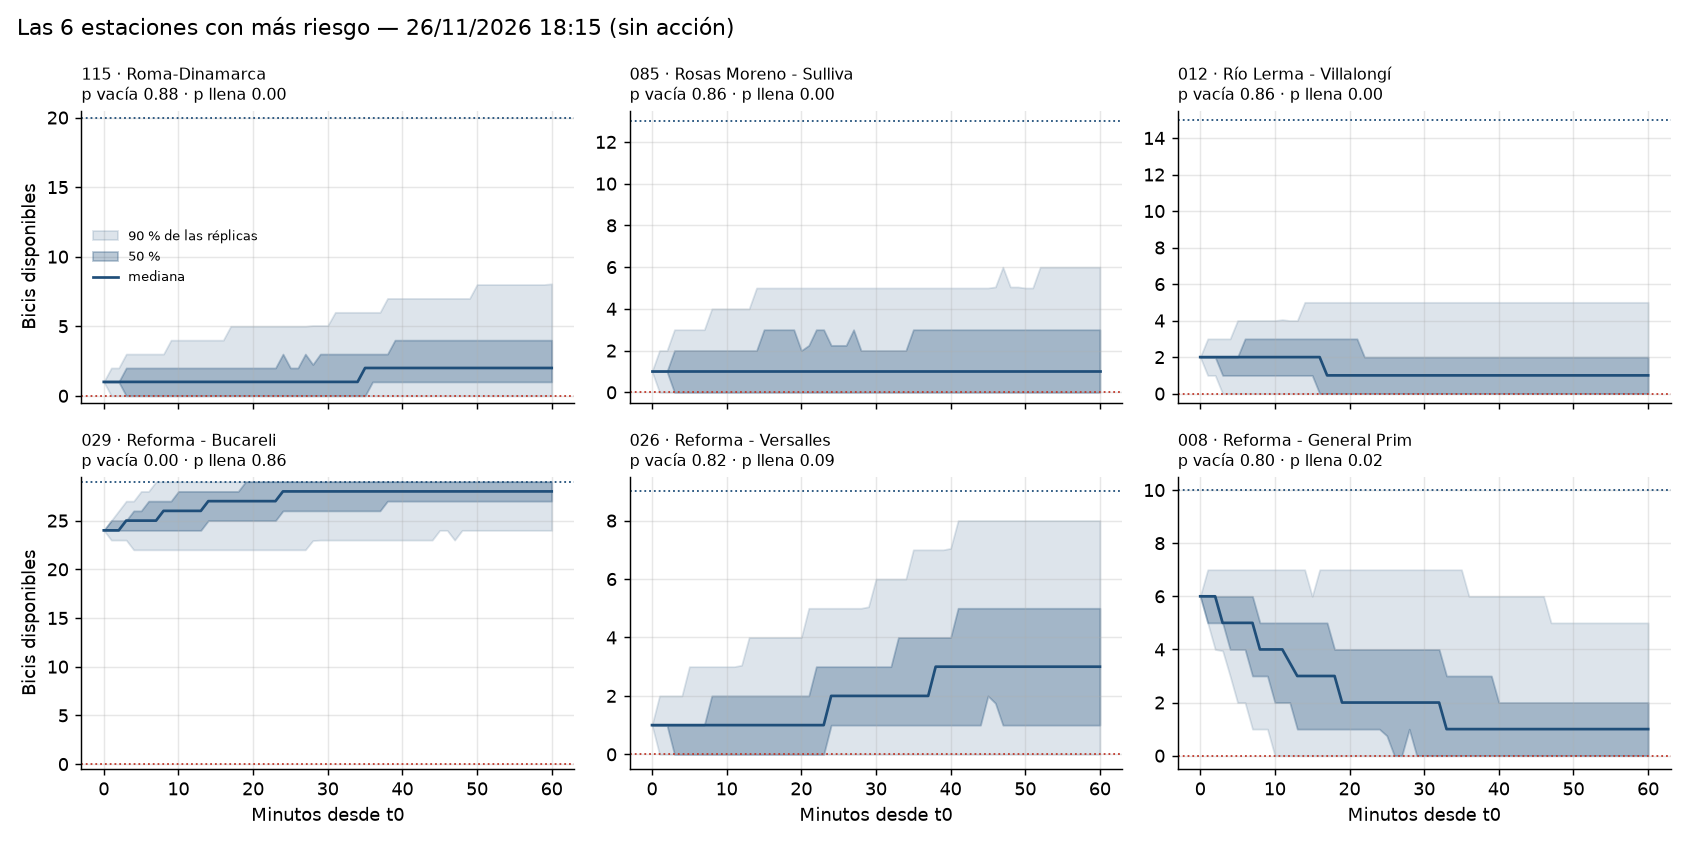 Las 6 estaciones con más riesgo — 26/11/2026 18:15 (sin acción)
115 · Roma-Dinamarca
p vacía 0.88 · p llena 0.00
20
15
10
5
0
Bicis disponibles
90 % de las réplicas
50 %
mediana
085 · Rosas Moreno - Sulliva
p vacía 0.86 · p llena 0.00
12
10
8
6
4
2
0
012 · Río Lerma - Villalongí
p vacía 0.86 · p llena 0.00
14
12
10
8
6
4
2
0
029 · Reforma - Bucareli
p vacía 0.00 · p llena 0.86
25
20
15
10
5
0
Bicis disponibles
0 10 20 30 40 50 60
Minutos desde t0
026 · Reforma - Versalles
p vacía 0.82 · p llena 0.09
8
6
4
2
0
0 10 20 30 40 50 60
Minutos desde t0
008 · Reforma - General Prim
p vacía 0.80 · p llena 0.02
10
8
6
4
2
0
0 10 20 30 40 50 60
Minutos desde t0